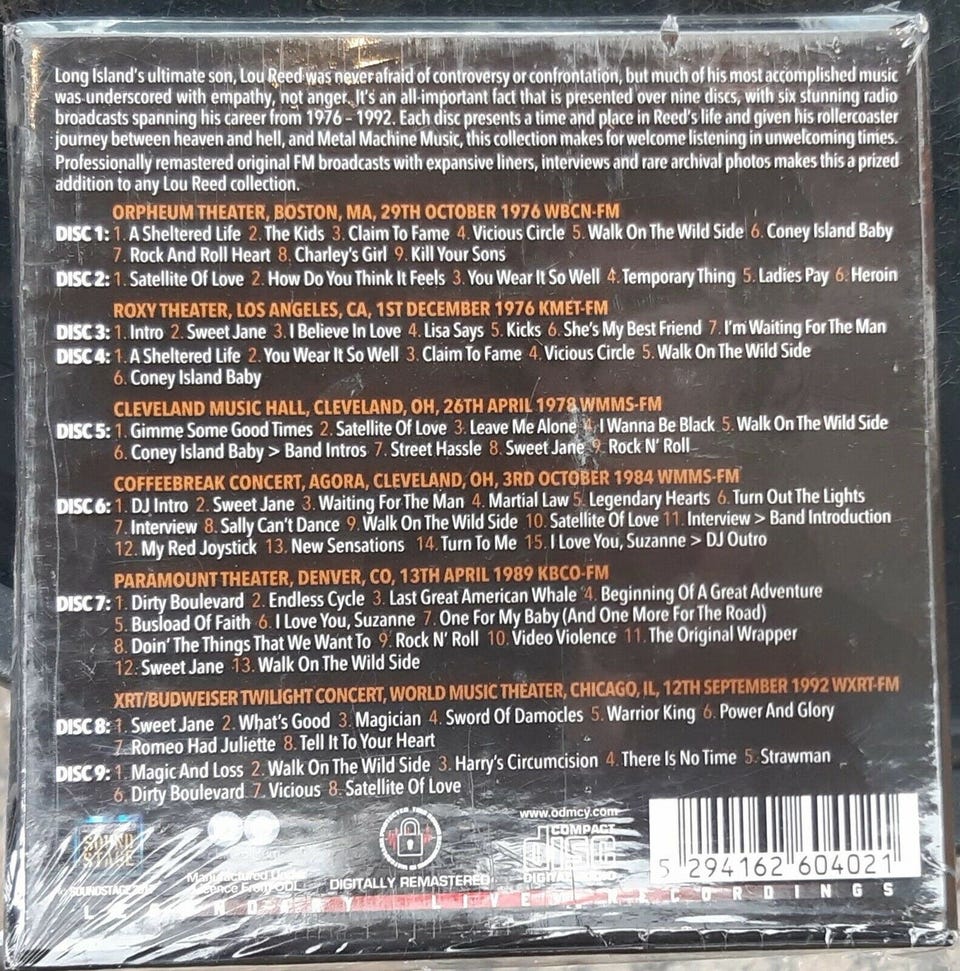 Long Island's ultimate son, Lou Reed was never afraid of controversy or confrontation, but much of his most accomplished music
was underscored with empathy, not anger. It's an all-important fact that is presented over nine discs, with six stunning radio
broadcasts spanning his career from 1976 – 1992. Each disc presents a time and place in Reed's life and given his rollercoaster
journey between heaven and hell, and Metal Machine Music, this collection makes for welcome listening in unwelcoming times.
Professionally remastered original FM broadcasts with expansive liners, interviews and rare archival photos makes this a prized
addition to any Lou Reed collection.
ORPHEUM THEATER, BOSTON, MA, 29TH OCTOBER 1976 WBCN-FM
DISC 1: 1. A Sheltered Life 2. The Kids 3. Claim To Fame 4. Vicious Circle 5. Walk On The Wild Side 6. Coney Island Baby
7. Rock And Roll Heart 8. Charley's Girl 9. Kill Your Sons
DISC 2: 1. Satellite Of Love 2. How Do You Think It Feels 3. You Wear It So Well 4. Temporary Thing 5. Ladies Pay 6. Heroin
ROXY THEATER, LOS ANGELES, CA, 1ST DECEMBER 1976 KMET-FM
DISC 3: 1. Intro 2. Sweet Jane 3. I Believe In Love 4. Lisa Says 5. Kicks 6. She's My Best Friend 7. I'm Waiting For The Man
DISC 4: 1. A Sheltered Life 2. You Wear It So Well 3. Claim To Fame 4. Vicious Circle 5. Walk On The Wild Side
6. Coney Island Baby
CLEVELAND MUSIC HALL, CLEVELAND, OH, 26TH APRIL 1978 WMMS-FM
DISC 5: 1. Gimme Some Good Times 2. Satellite Of Love 3. Leave Me Alone 4. I Wanna Be Black 5. Walk On The Wild Side
6. Coney Island Baby > Band Intros 7. Street Hassle 8. Sweet Jane 9. Rock N' Roll
COFFEEBREAK CONCERT, AGORA, CLEVELAND, OH, 3RD OCTOBER 1984 WMMS-FM
DISC 6: 1. DJ Intro 2. Sweet Jane 3. Waiting For The Man 4. Martial Law 5. Legendary Hearts 6. Turn Out The Lights
7. Interview 8. Sally Can't Dance 9. Walk On The Wild Side 10. Satellite Of Love 11. Interview > Band Introduction
12. My Red Joystick 13. New Sensations 14. Turn To Me 15. I Love You, Suzanne > DJ Outro
PARAMOUNT THEATER, DENVER, CO, 13TH APRIL 1989 KBCO-FM
DISC 7: 1. Dirty Boulevard 2. Endless Cycle 3. Last Great American Whale 4. Beginning Of A Great Adventure
5. Busload Of Faith 6. I Love You, Suzanne 7. One For My Baby (And One More For The Road)
8. Doin' The Things That We Want To 9. Rock N' Roll 10. Video Violence 11. The Original Wrapper
12. Sweet Jane 13. Walk On The Wild Side
XRT/BUDWEISER TWILIGHT CONCERT, WORLD MUSIC THEATER, CHICAGO, IL, 12TH SEPTEMBER 1992 WXRT-FM
DISC 8: 1. Sweet Jane 2. What's Good 3. Magician 4. Sword Of Damocles 5. Warrior King 6. Power And Glory
7. Romeo Had Juliette 8. Tell It To Your Heart
DISC 9: 1. Magic And Loss 2. Walk On The Wild Side 3. Harry's Circumcision 4. There Is No Time 5. Strawman
6. Dirty Boulevard 7. Vicious 8. Satellite Of Love
SOUND
STAGE
SOUNDSTAGE
Manufactured Under
Licence From ODL
DIGITALLY REMASTERED
www.odmcy.com
COMPACT
disc
DIGITAL AUDIO
5 294162 604021
LEGENDARY LIVE RECORDINGS